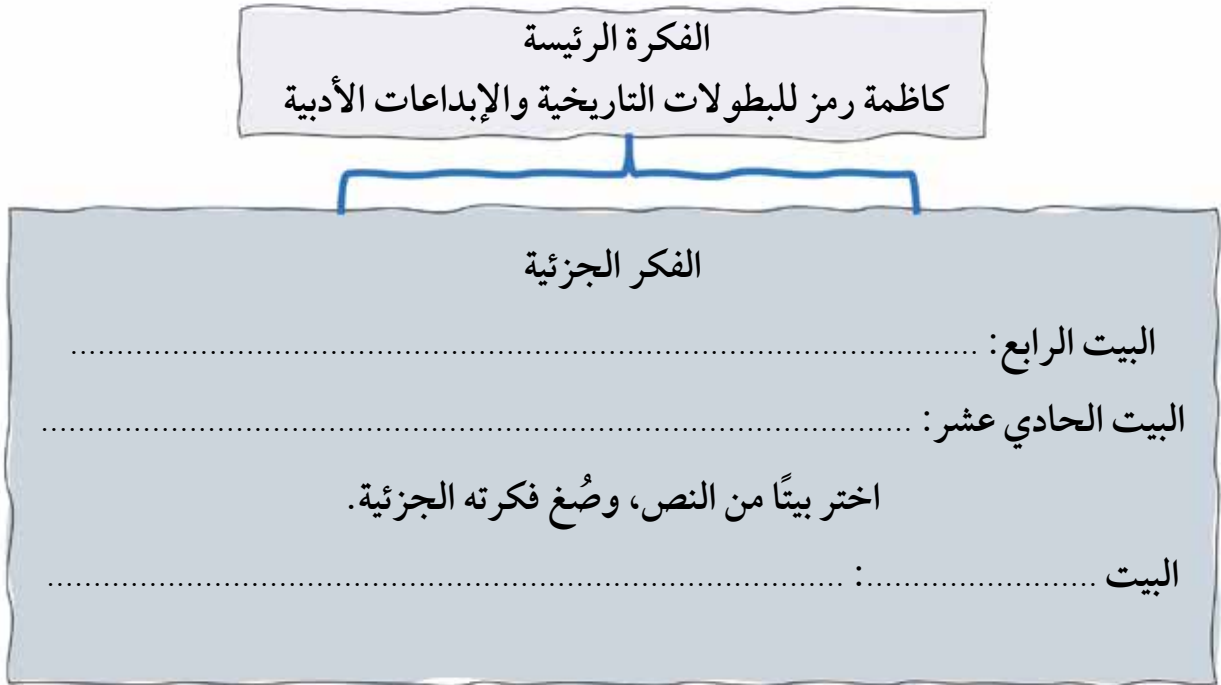 الفكرة الرئيسة
كاظمة رمز للبطولات التاريخية والإبداعات الأدبية
الفكر الجزئية
البيت الرابع: ............................................................................................
البيت الحادي عشر: ............................................................................................
اختر بيتًا من النص، وصُغ فكرته الجزئية.
البيت .........................: ....................................................................................